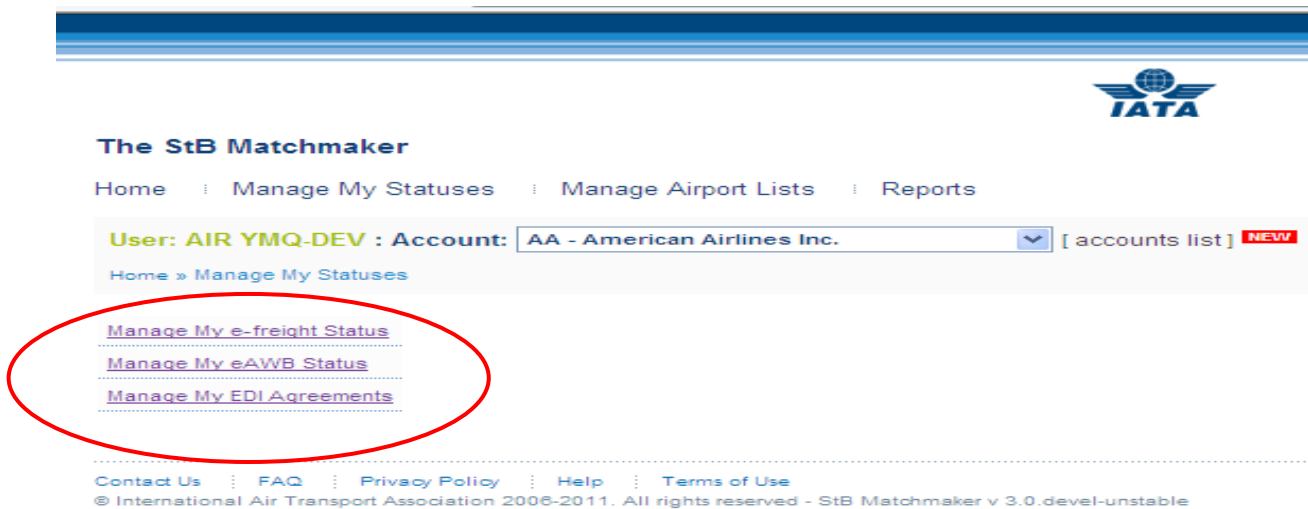 IATA
The StB Matchmaker
Home Manage My Statuses Manage Airport Lists Reports
User: AIR YMQ-DEV : Account: AA - American Airlines Inc. [ accounts list ] NEW
Home » Manage My Statuses
Manage My e-freight Status
Manage My eAWB Status
Manage My EDI Agreements
Contact Us FAQ Privacy Policy Help Terms of Use
© International Air Transport Association 2006-2011. All rights reserved - StB Matchmaker v 3.0.devel-unstable